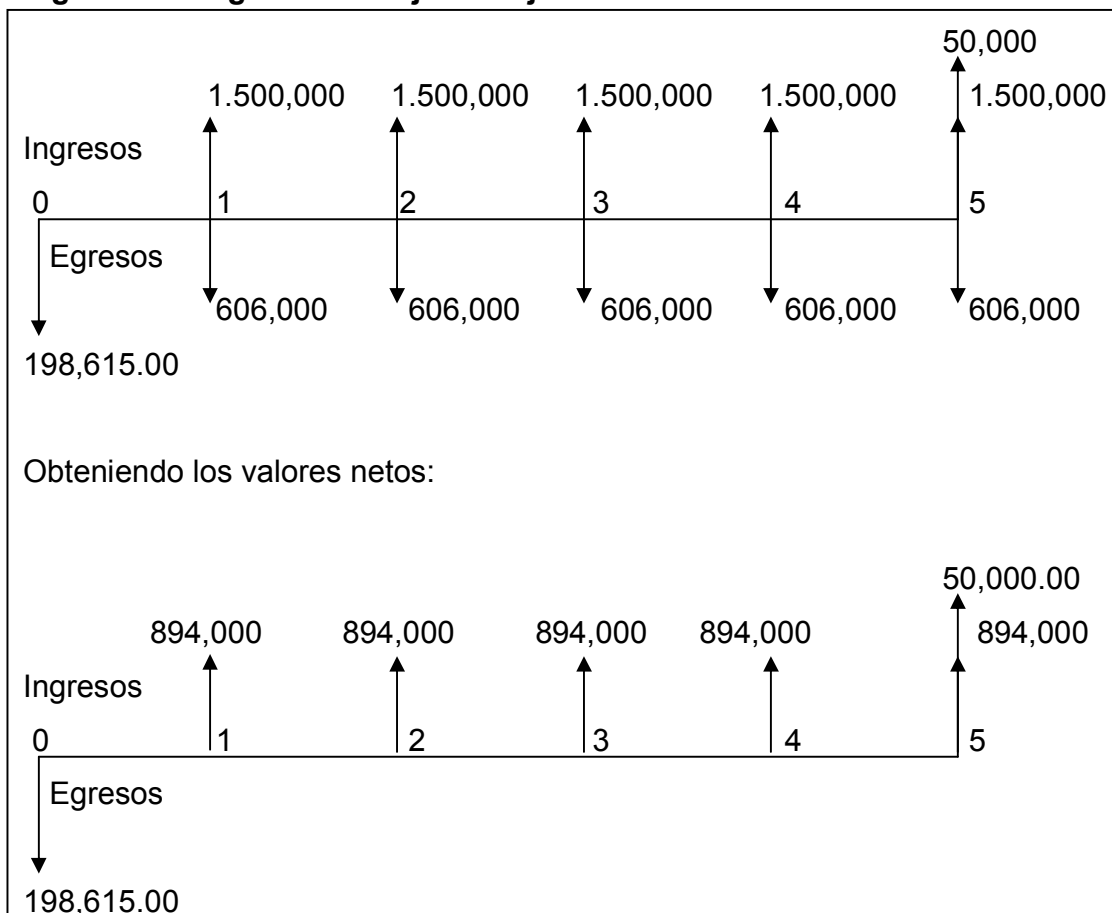 50,000
1.500,000 1.500,000 1.500,000 1.500,000 1.500,000
Ingresos
0 1 2 3 4 5
Egresos
606,000 606,000 606,000 606,000 606,000
198,615.00
Obteniendo los valores netos:
50,000.00
894,000 894,000 894,000 894,000 894,000
Ingresos
0 1 2 3 4 5
Egresos
198,615.00